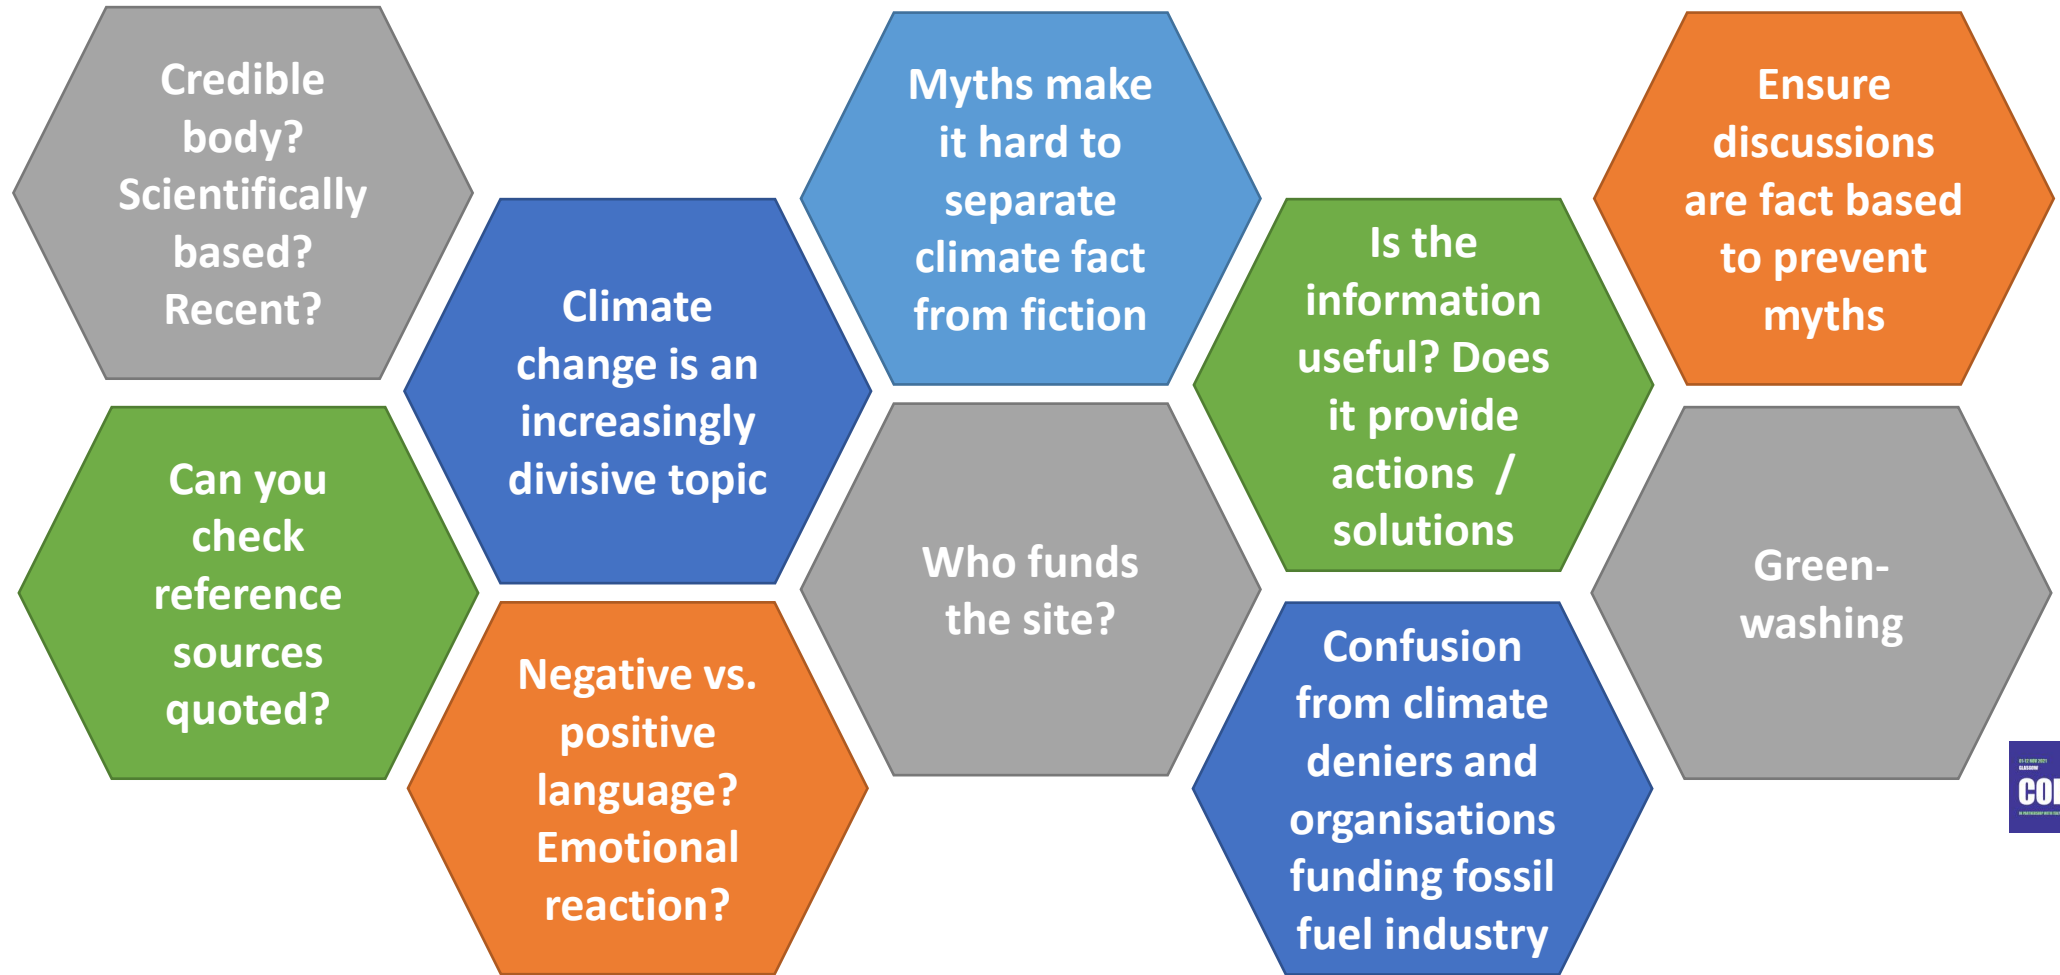 Credible
body?
Scientifically
based?
Recent?
Climate
change is an
increasingly
divisive topic
Myths make
it hard to
separate
climate fact
from fiction
Is the
information
useful? Does
it provide
actions /
solutions
Ensure
discussions
are fact based
to prevent
myths
Can you
check
reference
sources
quoted?
Negative vs.
positive
language?
Emotional
reaction?
Who funds
the site?
Confusion
from climate
deniers and
organisations
funding fossil
fuel industry
Green-
washing
GLASGOW